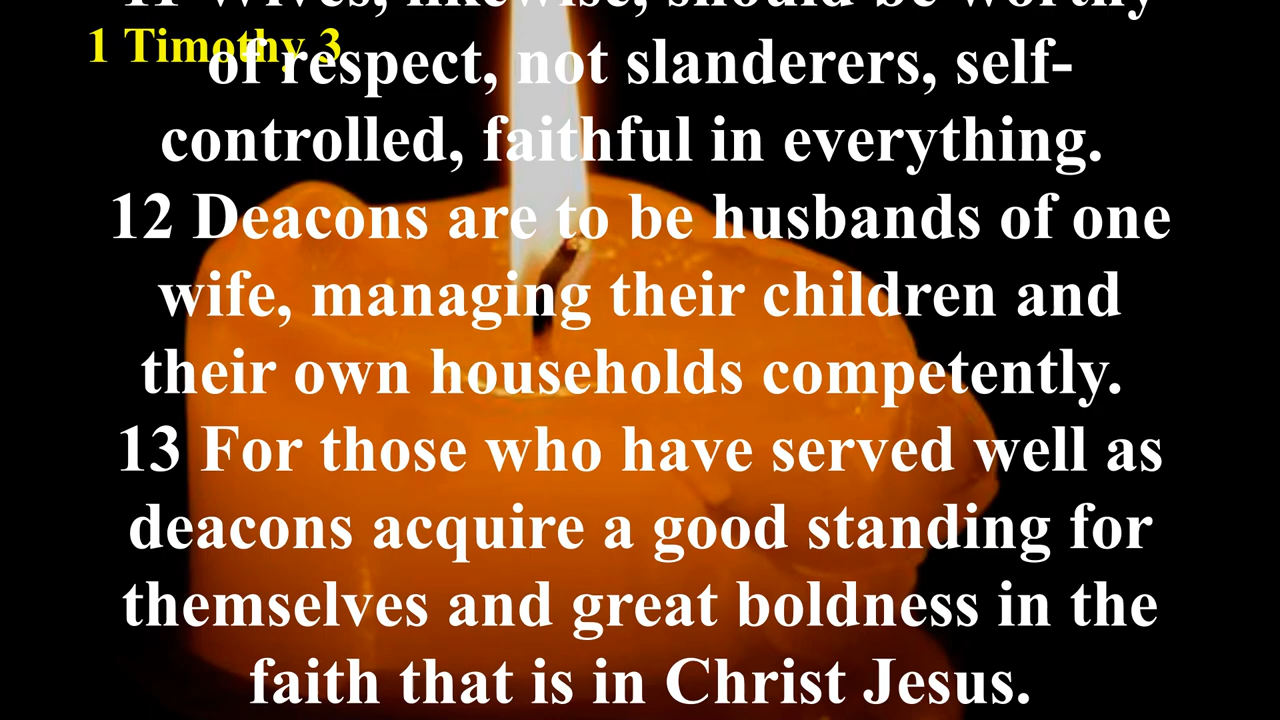 11 Wives, likewise, should be worthy
1 Timothy 3
of respect, not slanderers, self-
controlled, faithful in everything.
12 Deacons are to be husbands of one
wife, managing their children and
their own households competently.
13 For those who have served well as
deacons acquire a good standing for
themselves and great boldness in the
faith that is in Christ Jesus.